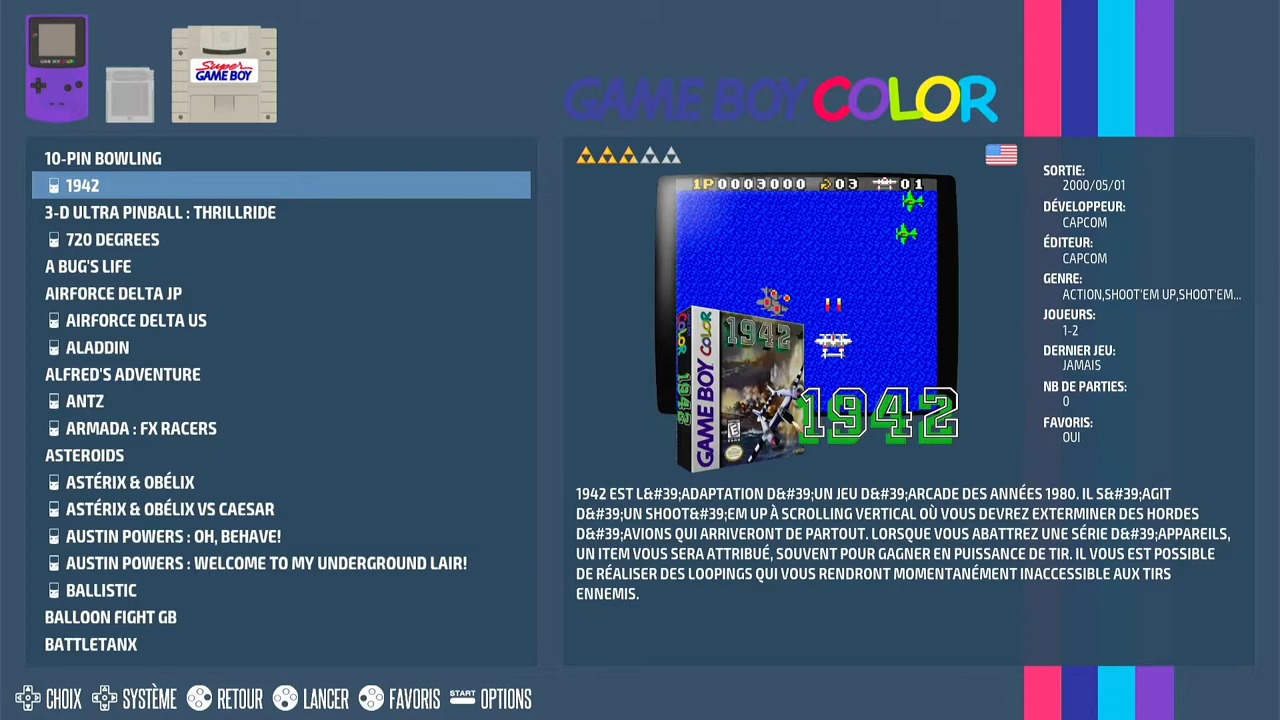 GAME BOY COLOR
Super
GAME BOY
GAME BOY COLOR
10-PIN BOWLING
1942
3-D ULTRA PINBALL : THRILLRIDE
720 DEGREES
A BUG'S LIFE
AIRFORCE DELTA JP
AIRFORCE DELTA US
ALADDIN
ALFRED'S ADVENTURE
ANTZ
ARMADA : FX RACERS
ASTEROIDS
ASTÉRIX & OBÉLIX
ASTÉRIX & OBÉLIX VS CAESAR
AUSTIN POWERS : OH, BEHAVE!
AUSTIN POWERS : WELCOME TO MY UNDERGROUND LAIR!
BALLISTIC
BALLOON FIGHT GB
BATTLETANX
1P 0003000 03 01
1942
GAME BOY COLOR
COLOR
1942
E
1942
SORTIE:
2000/05/01
DÉVELOPPEUR:
CAPCOM
ÉDITEUR:
CAPCOM
GENRE:
ACTION,SHOOT'EM UP,SHOOT'EM...
JOUEURS:
1-2
DERNIER JEU:
JAMAIS
NB DE PARTIES:
0
FAVORIS:
OUI
1942 EST L&#39;ADAPTATION D&#39;UN JEU D&#39;ARCADE DES ANNÉES 1980. IL S&#39;AGIT
D&#39;UN SHOOT&#39;EM UP À SCROLLING VERTICAL OÙ VOUS DEVREZ EXTERMINER DES HORDES
D&#39;AVIONS QUI ARRIVERONT DE PARTOUT. LORSQUE VOUS ABATTREZ UNE SÉRIE D&#39;APPAREILS,
UN ITEM VOUS SERA ATTRIBUÉ, SOUVENT POUR GAGNER EN PUISSANCE DE TIR. IL VOUS EST POSSIBLE
DE RÉALISER DES LOOPINGS QUI VOUS RENDRONT MOMENTANÉMENT INACCESSIBLE AUX TIRS
ENNEMIS.
CHOIX SYSTÈME RETOUR LANCER FAVORIS START OPTIONS